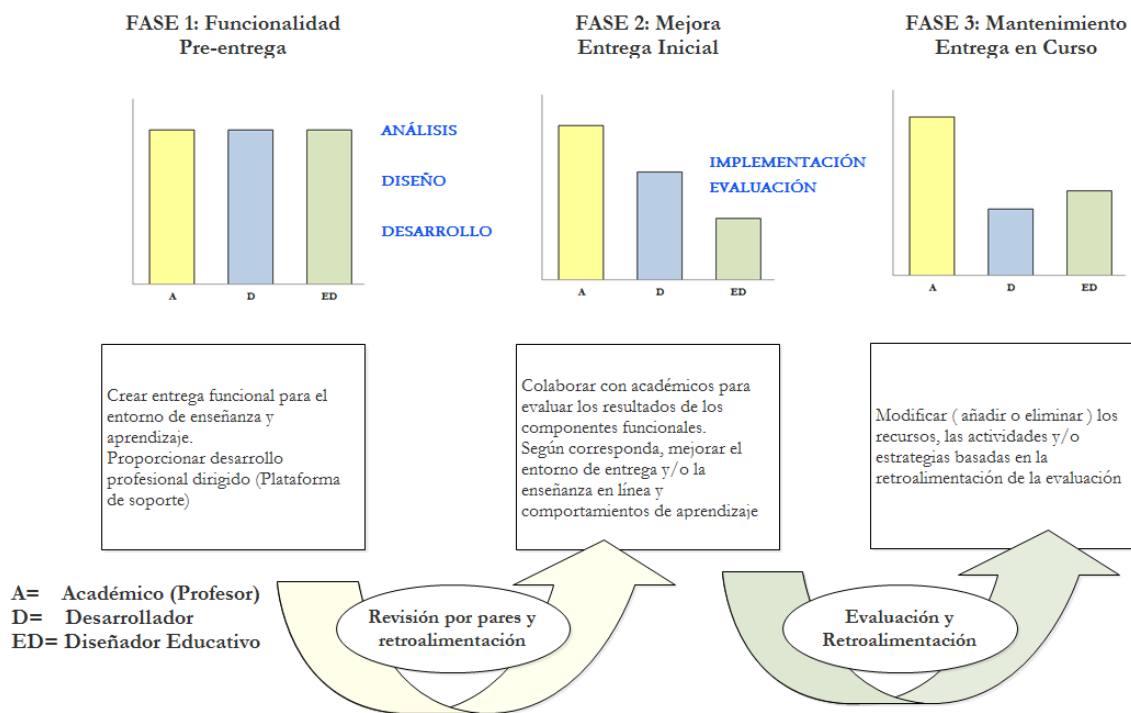 FASE 1: Funcionalidad
Pre-entrega
FASE 2: Mejora
Entrega Inicial
FASE 3: Mantenimiento
Entrega en Curso
ANÁLISIS
DISEÑO
DESARROLLO
IMPLEMENTACIÓN
EVALUACIÓN
A
D
ED
A
D
ED
A
D
ED
Crear entrega funcional para el
entorno de enseñanza y
aprendizaje.
Proporcionar desarrollo
profesional dirigido (Plataforma
de soporte)
Colaborar con académicos para
evaluar los resultados de los
componentes funcionales.
Según corresponda, mejorar el
entorno de entrega y/o la
enseñanza en línea y
comportamientos de aprendizaje
Modificar ( añadir o eliminar ) los
recursos, las actividades y/o
estrategias basadas en la
retroalimentación de la evaluación
A= Académico (Profesor)
D= Desarrollador
ED= Diseñador Educativo
Revisión por pares y
retroalimentación
Evaluación y
Retroalimentación